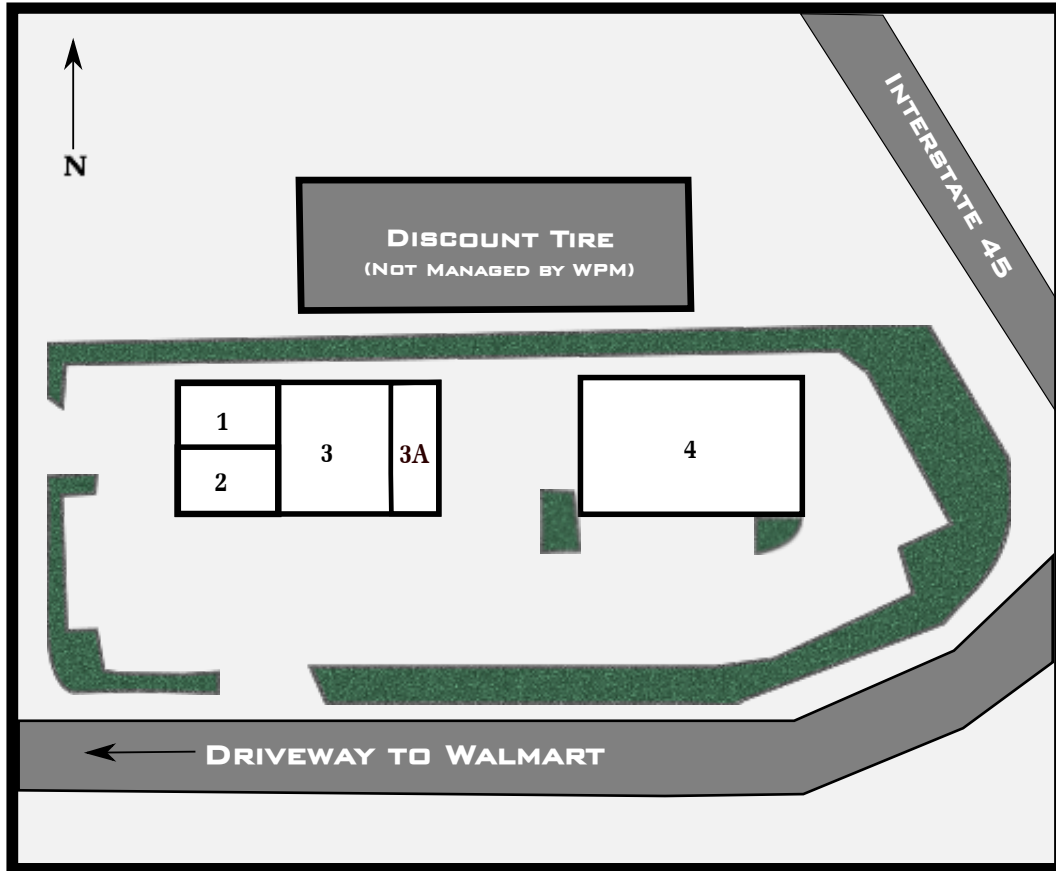 N
Interstate 45
Discount Tire
(Not Managed by WPM)
1
2
3
3A
4
Driveway to Walmart